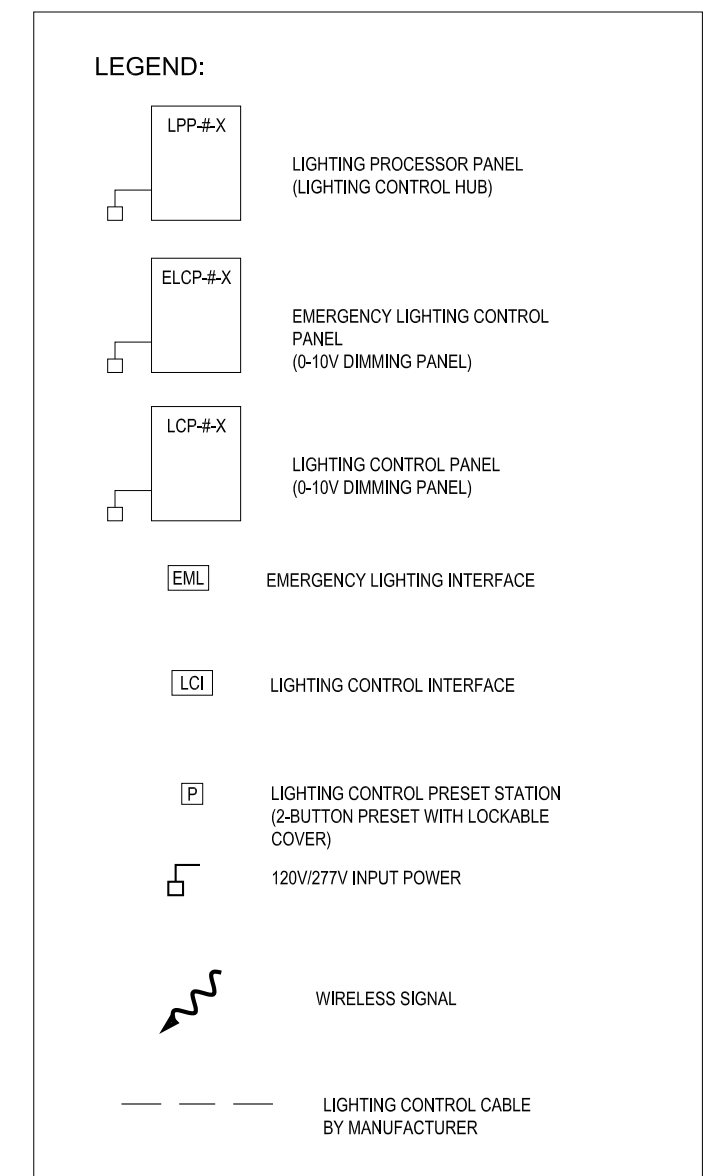 LEGEND:
LPP-#-X
LIGHTING PROCESSOR PANEL
(LIGHTING CONTROL HUB)
ELCP-#-X
EMERGENCY LIGHTING CONTROL
PANEL
(0-10V DIMMING PANEL)
LCP-#-X
LIGHTING CONTROL PANEL
(0-10V DIMMING PANEL)
EML
EMERGENCY LIGHTING INTERFACE
LCI
LIGHTING CONTROL INTERFACE
P
LIGHTING CONTROL PRESET STATION
(2-BUTTON PRESET WITH LOCKABLE
COVER)
120V/277V INPUT POWER
WIRELESS SIGNAL
LIGHTING CONTROL CABLE
BY MANUFACTURER